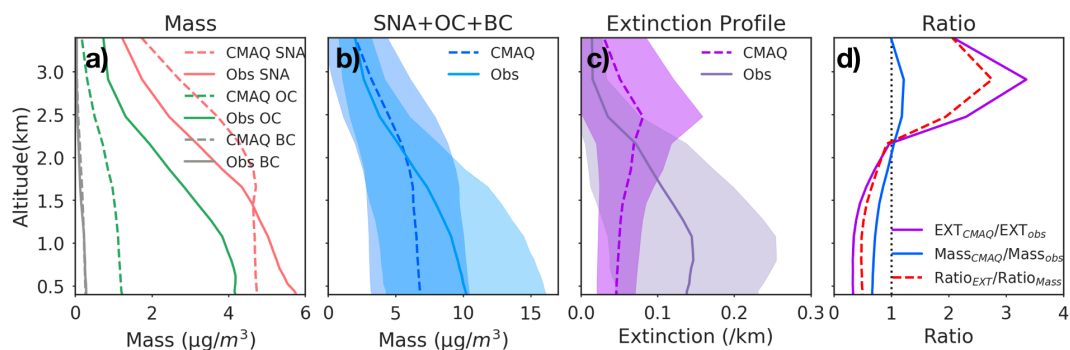 Mass
SNA+OC+BC
Extinction Profile
Ratio
a)
CMAQ SNA
Obs SNA
CMAQ OC
Obs OC
CMAQ BC
Obs BC
b)
CMAQ
Obs
c)
CMAQ
Obs
d)
EXT_CMAQ/EXT_obs
Mass_CMAQ/Mass_obs
Ratio_EXT/Ratio_Mass
Altitude(km)
3.0
2.5
2.0
1.5
1.0
0.5
0 2 4 6
0 5 10 15
0.0 0.1 0.2 0.3
0 1 2 3 4
Mass (μg/m³)
Mass (μg/m³)
Extinction (/km)
Ratio